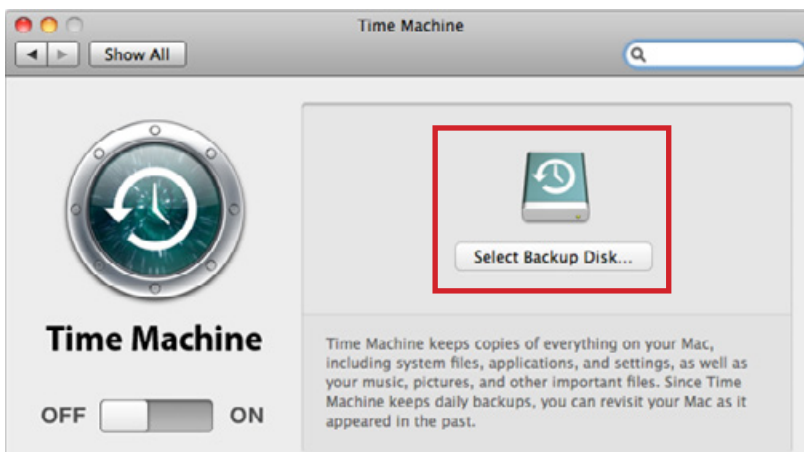 Time Machine
Show All
Select Backup Disk...
Time Machine
Time Machine keeps copies of everything on your Mac,
including system files, applications, and settings, as well as
your music, pictures, and other important files. Since Time
Machine keeps daily backups, you can revisit your Mac as it
appeared in the past.
OFF ON